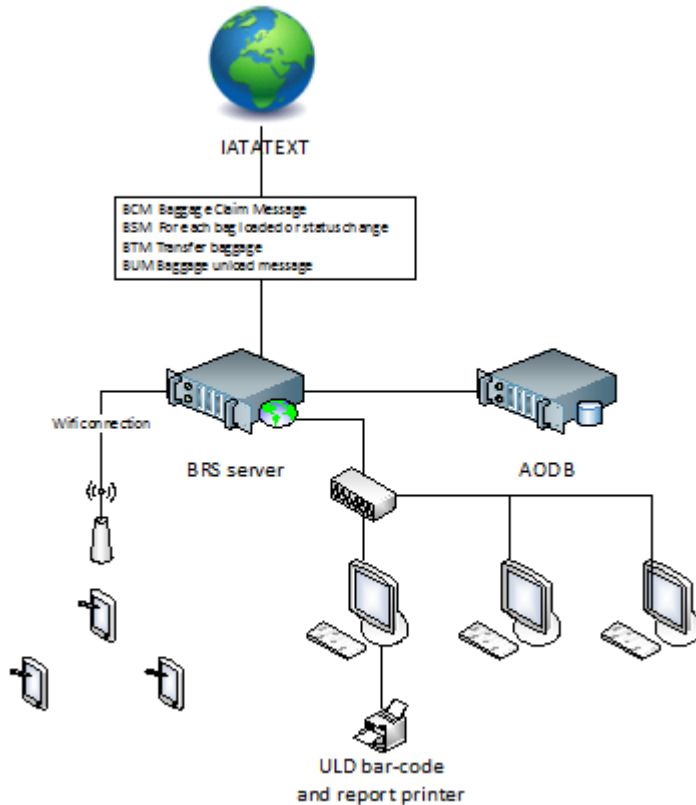 IATATEXT
BCM Baggage Claim Message
BSM For each bag loaded or status change
BTM Transfer baggage
BUM Baggage unload message
Wifi connection
BRS server
AODB
ULD bar-code
and report printer